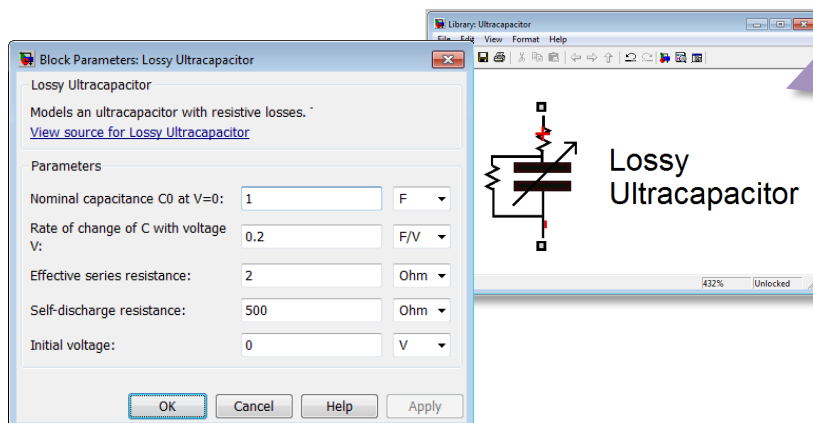 Library: Ultracapacitor
File Edit View Format Help
Block Parameters: Lossy Ultracapacitor
Lossy Ultracapacitor
Models an ultracapacitor with resistive losses.
View source for Lossy Ultracapacitor
Parameters
Nominal capacitance C0 at V=0: 1 F
Rate of change of C with voltage
V: 0.2 F/V
Effective series resistance: 2 Ohm
Self-discharge resistance: 500 Ohm
Initial voltage: 0 V
OK Cancel Help Apply
Lossy
Ultracapacitor
432% Unlocked